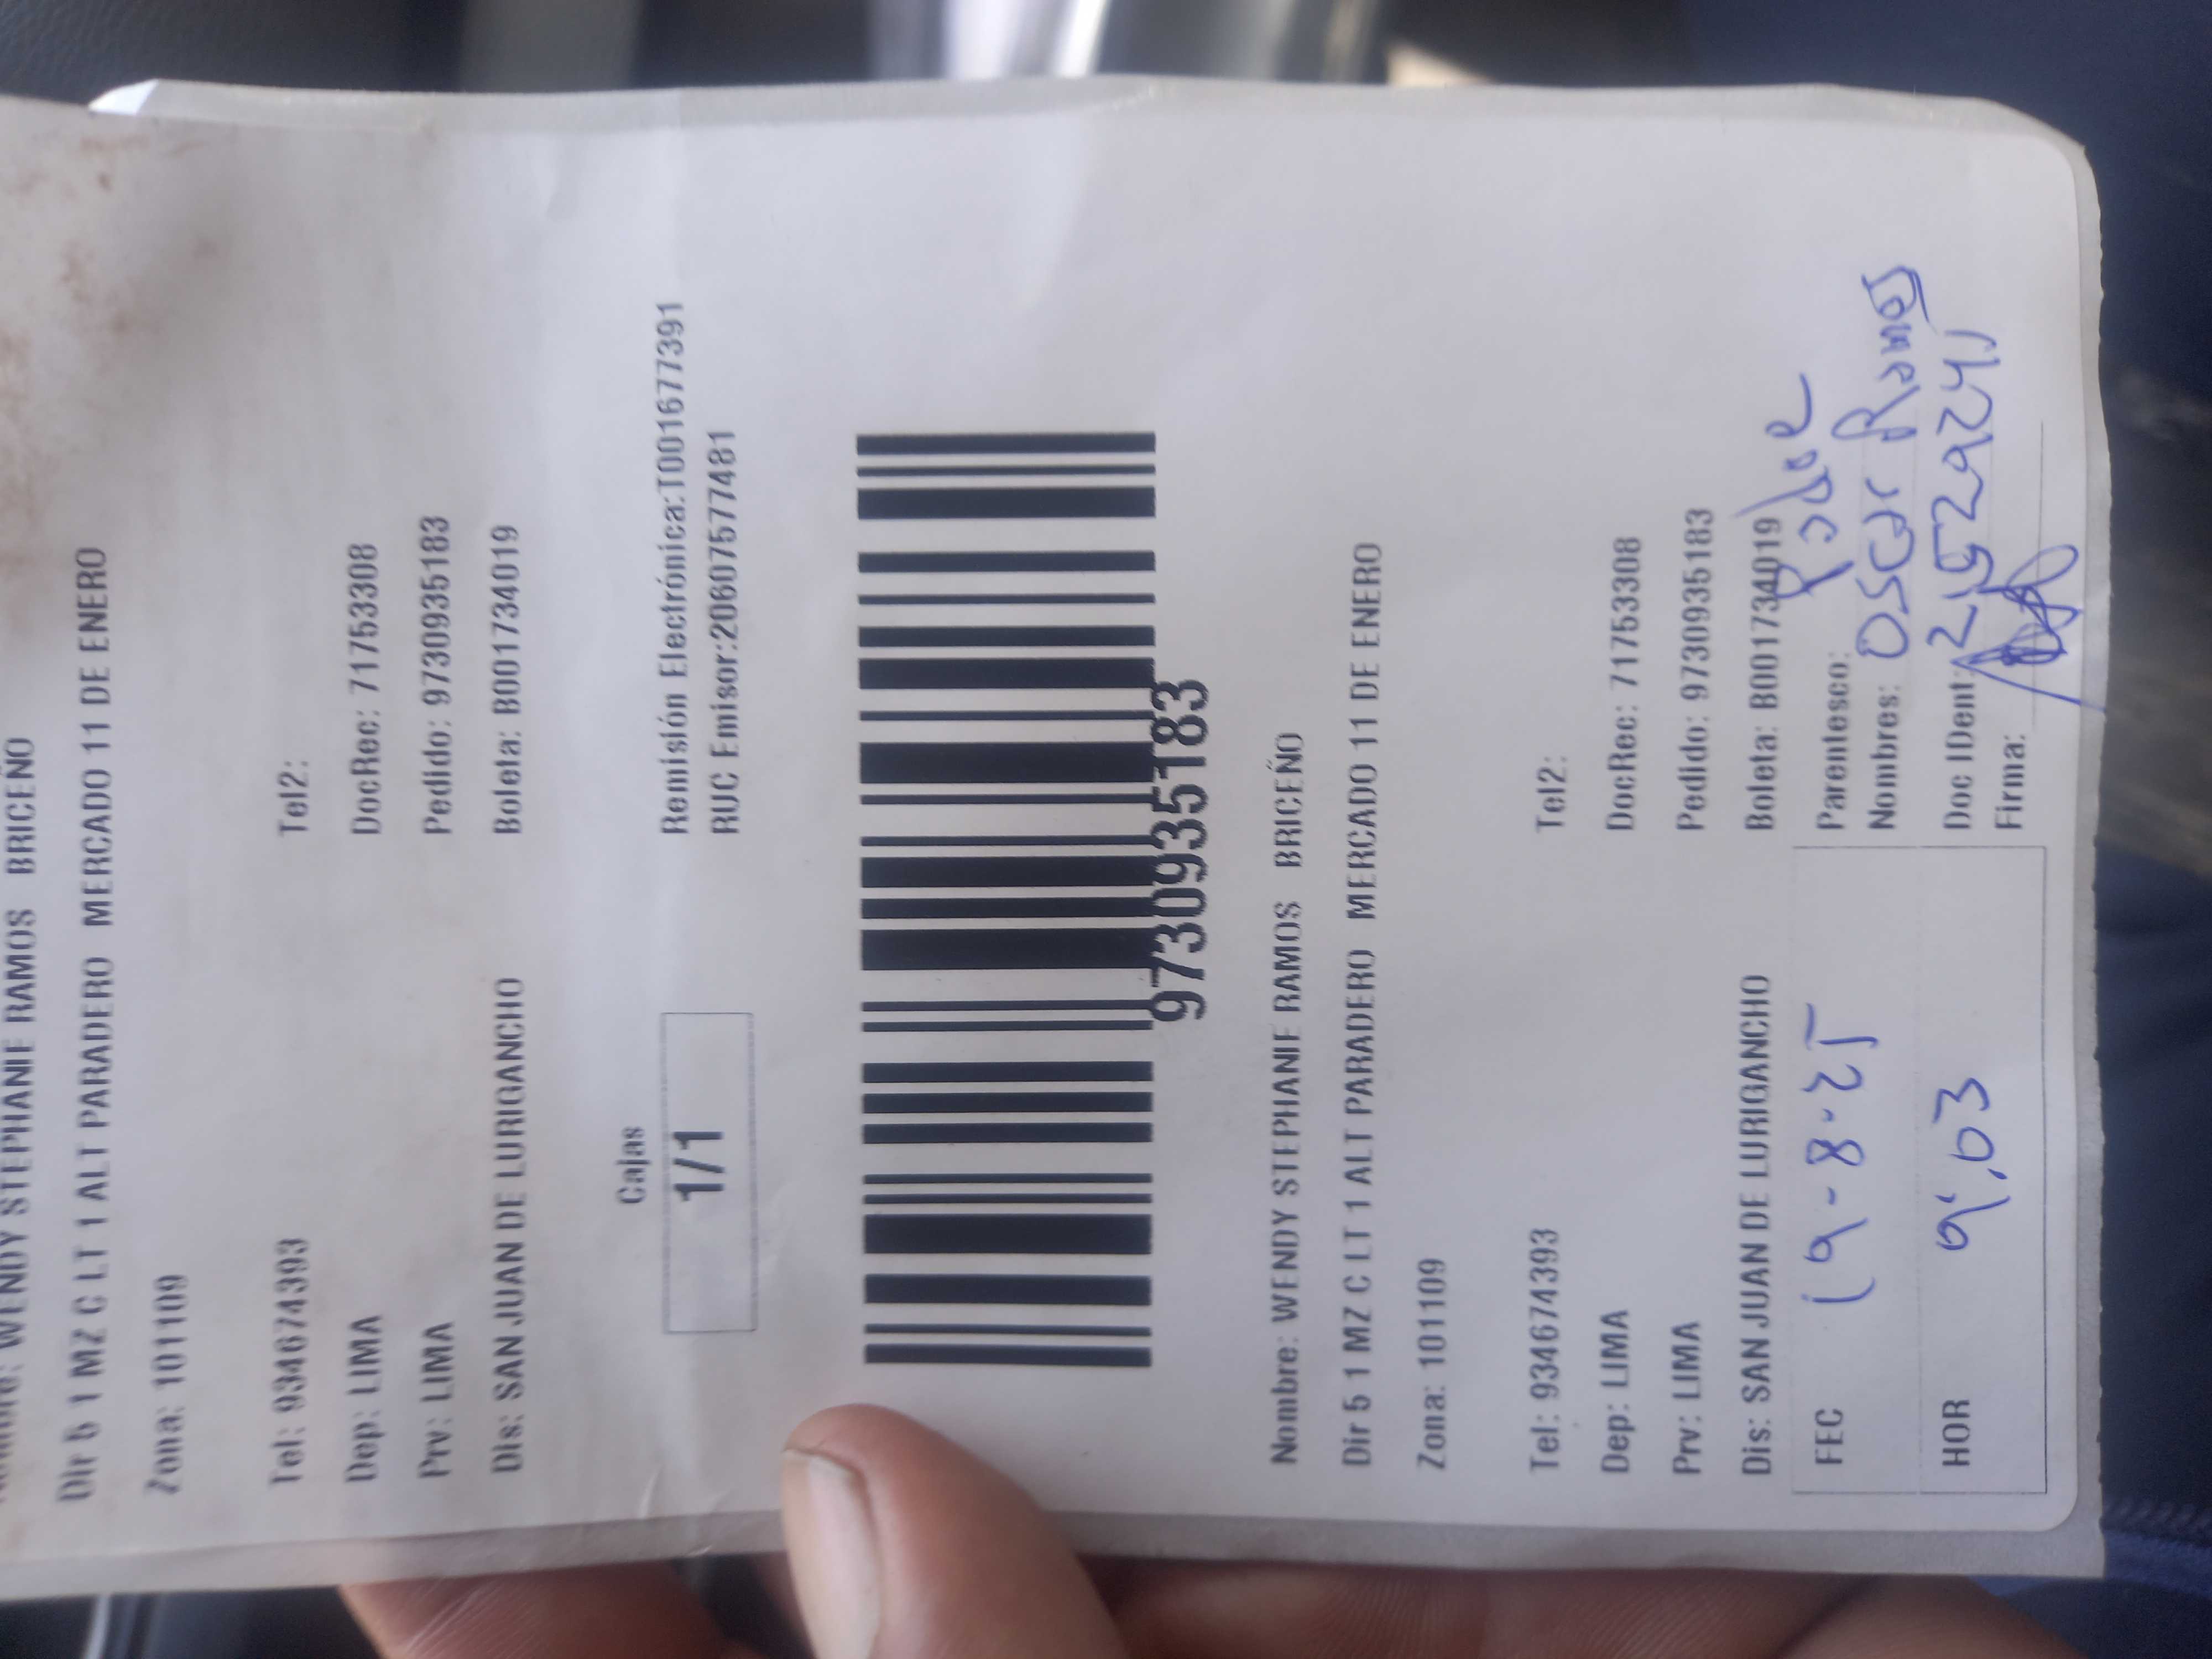 STEPHANIE RAMOS BRICEÑO
Dir 5 1 MZ C LT 1 ALT PARADERO MERCADO 11 DE ENERO
Zona: 101109
Tel: 934674393 Tel2:
Dep: LIMA DocRec: 71753308
Prv: LIMA Pedido: 9730935183
Dis: SAN JUAN DE LURIGANCHO Boleta: B001734019
Cajas
1/1
Remisión Electrónica:T001677391
RUC Emisor:20607577481
9730935183
Nombre: WENDY STEPHANIE RAMOS BRICEÑO
Dir 5 1 MZ C LT 1 ALT PARADERO MERCADO 11 DE ENERO
Zona: 101109
Tel: 934674393 Tel2:
Dep: LIMA DocRec: 71753308
Prv: LIMA Pedido: 9730935183
Dis: SAN JUAN DE LURIGANCHO Boleta: B001734019
FEC 19-8-25 Parentesco: Padre
Nombres: Oscar Ramos
HOR 9:03 Doc IDent:
Firma: